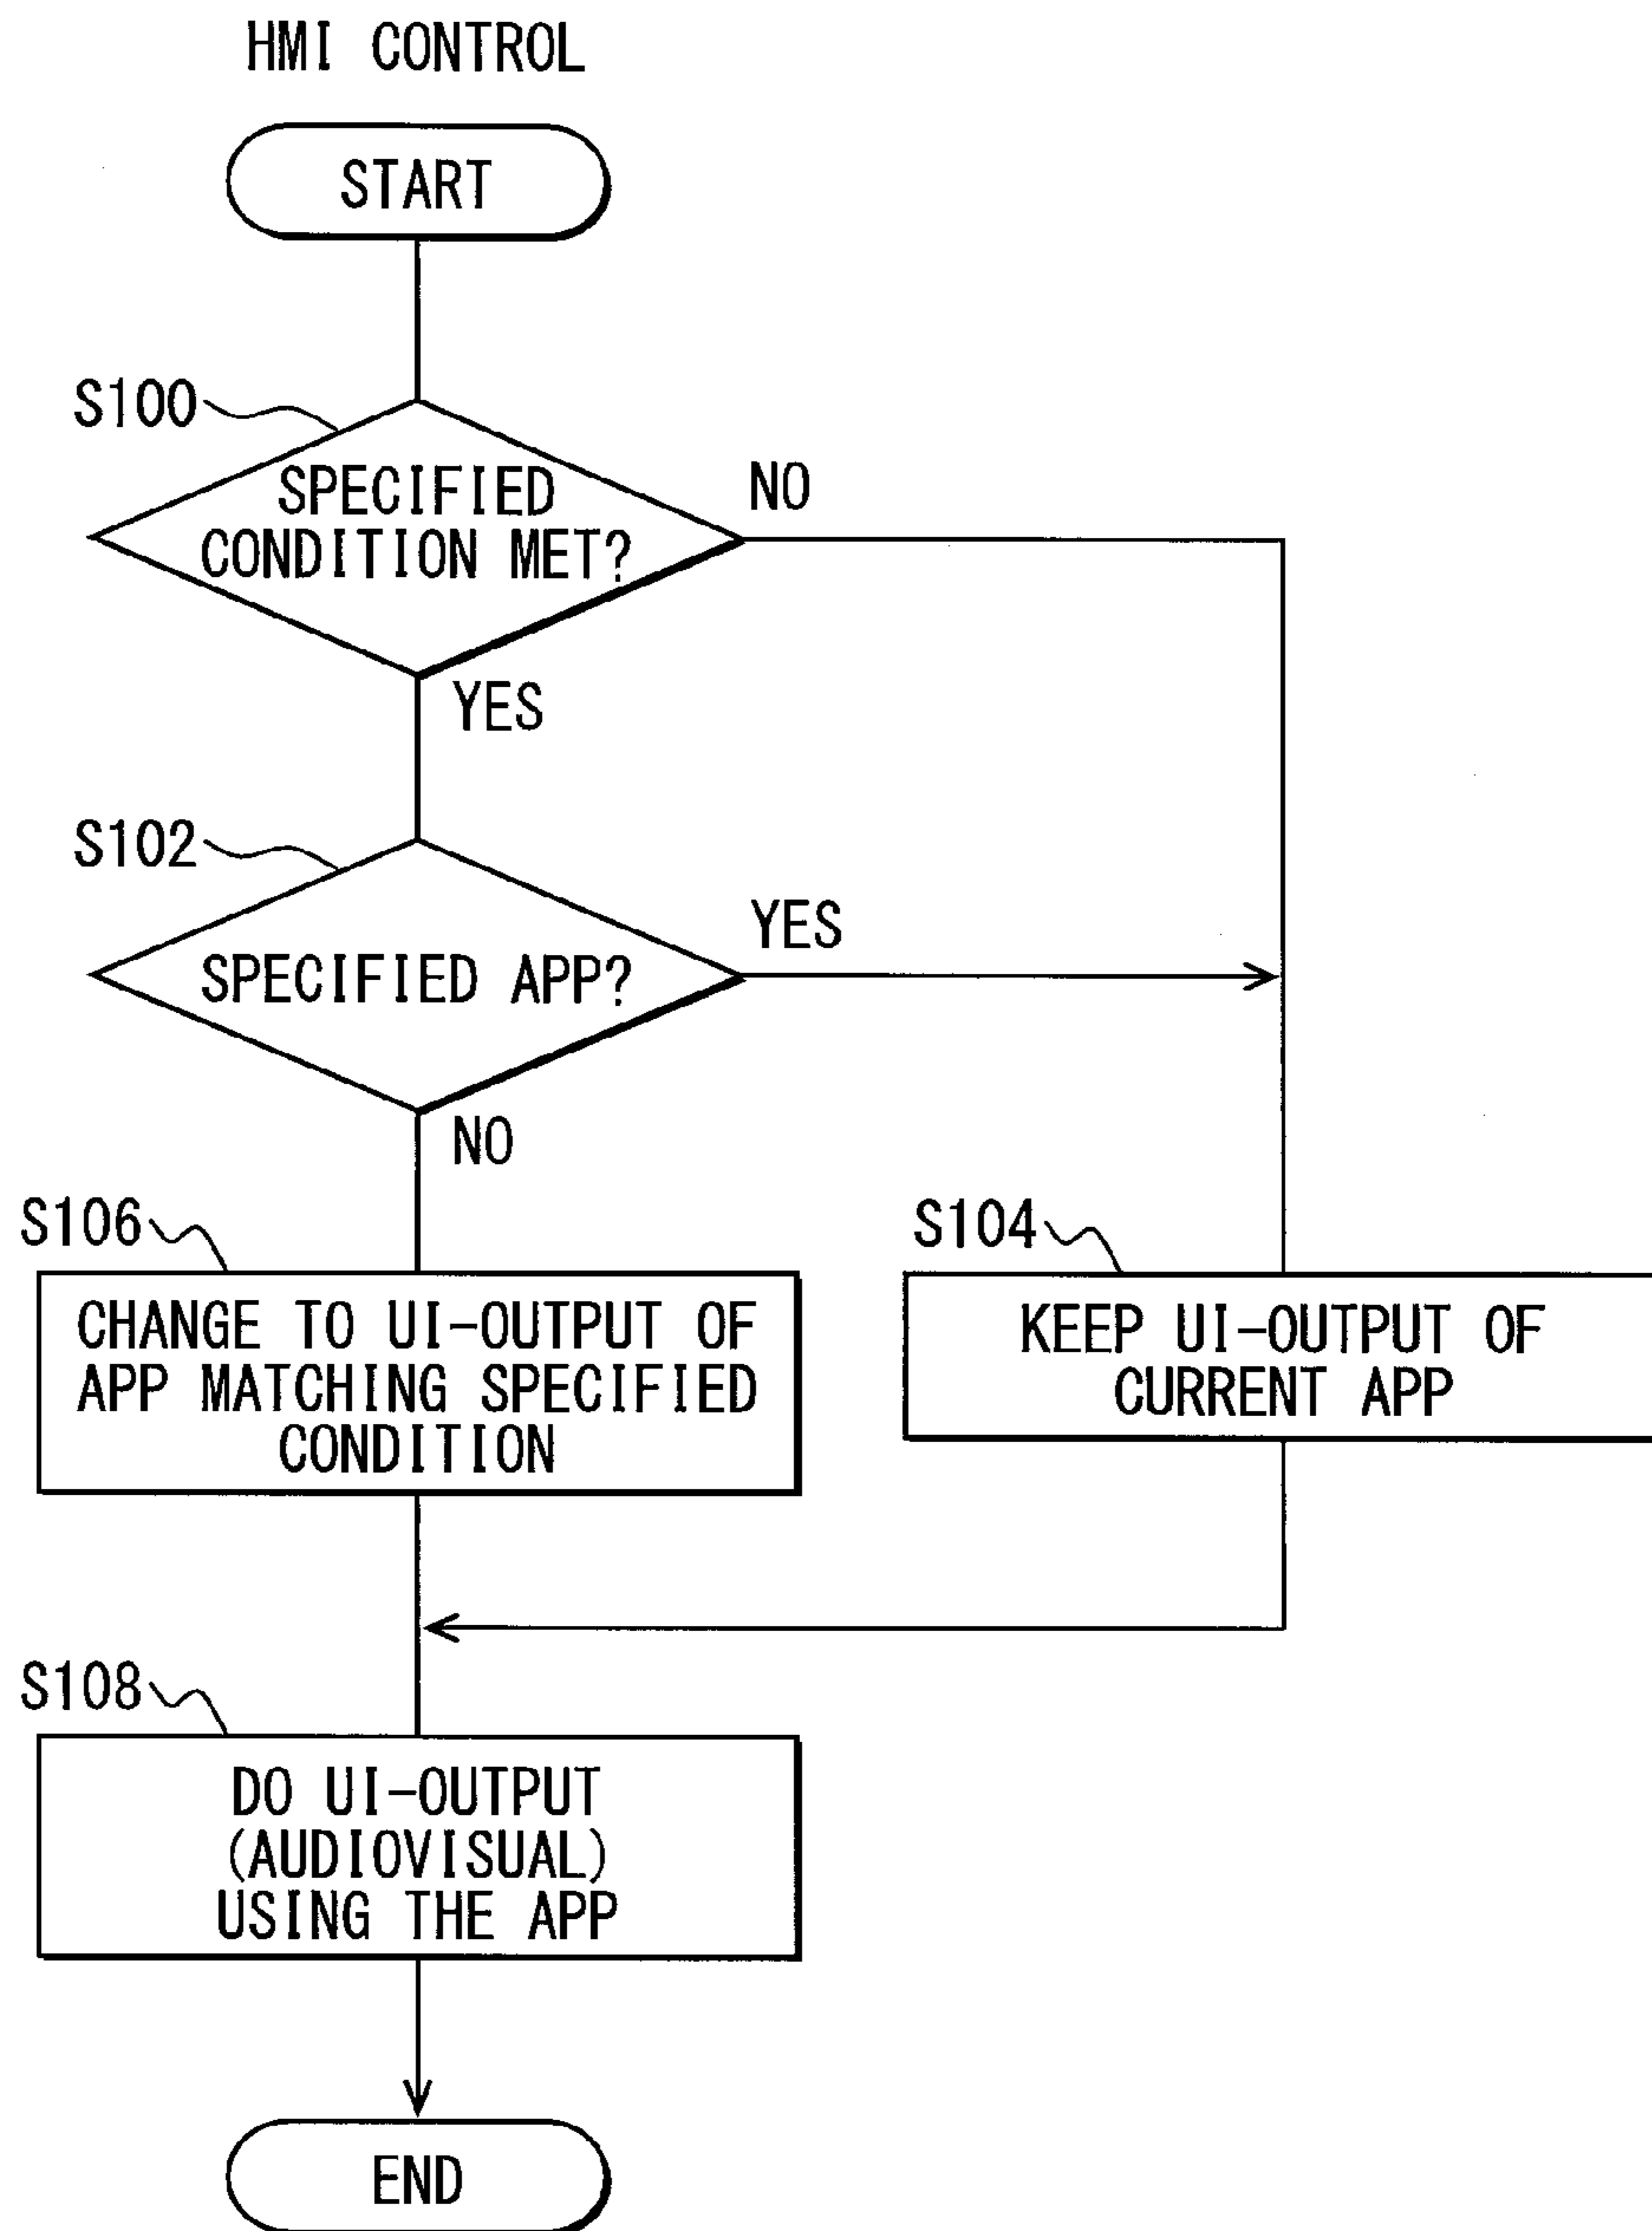 HMI CONTROL
START
S100
SPECIFIED
CONDITION MET?
NO
YES
S102
SPECIFIED APP?
YES
NO
S106
CHANGE TO UI-OUTPUT OF
APP MATCHING SPECIFIED
CONDITION
S104
KEEP UI-OUTPUT OF
CURRENT APP
S108
DO UI-OUTPUT
(AUDIOVISUAL)
USING THE APP
END